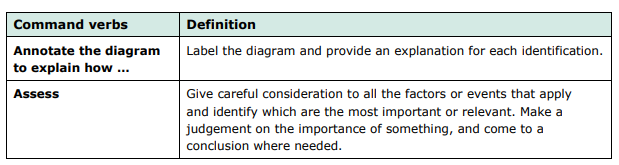 Command verbs Definition
Annotate the diagram Label the diagram and provide an explanation for each identification.
to explain how ...
Assess Give careful consideration to all the factors or events that apply
and identify which are the most important or relevant. Make a
judgement on the importance of something, and come to a
conclusion where needed.